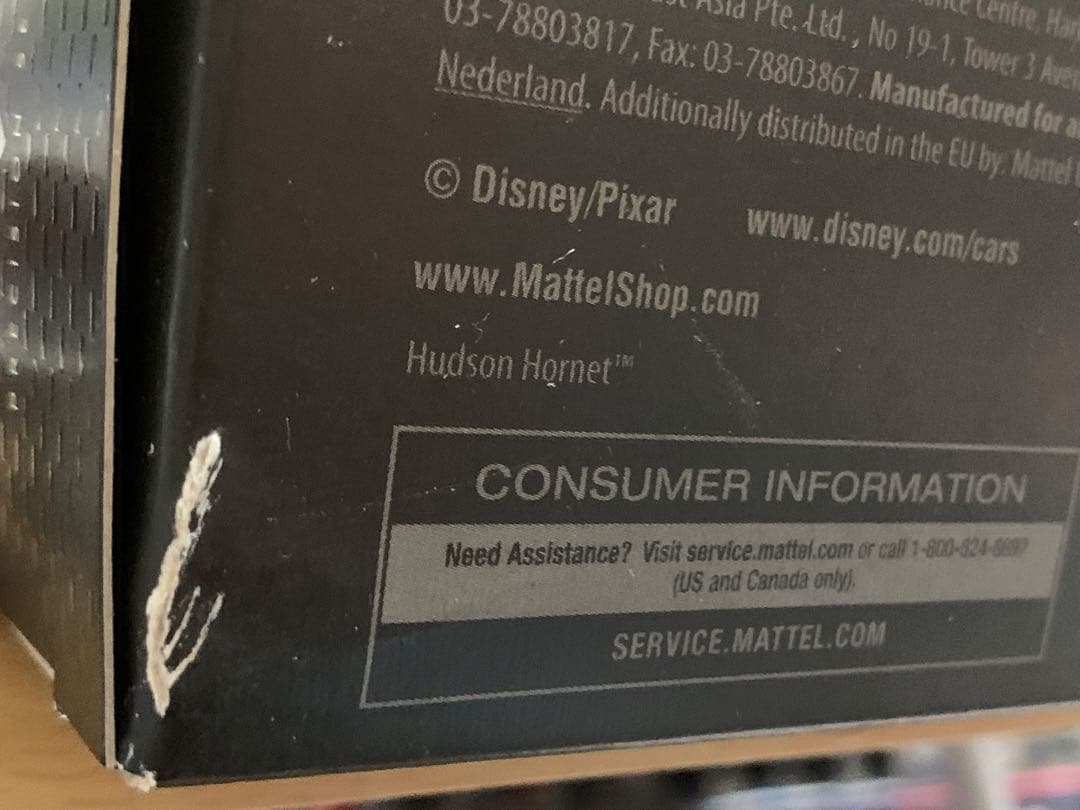 Asia Pte. Ltd., No 19-1, Tower 3
03-78803817, Fax: 03-78803867. Manufactured for
Nederland. Additionally distributed in the EU by: Mattel
© Disney/Pixar www.disney.com/cars
www.MattelShop.com
Hudson Hornet™
CONSUMER INFORMATION
Need Assistance? Visit service.mattel.com or call
(US and Canada only).
SERVICE.MATTEL.COM